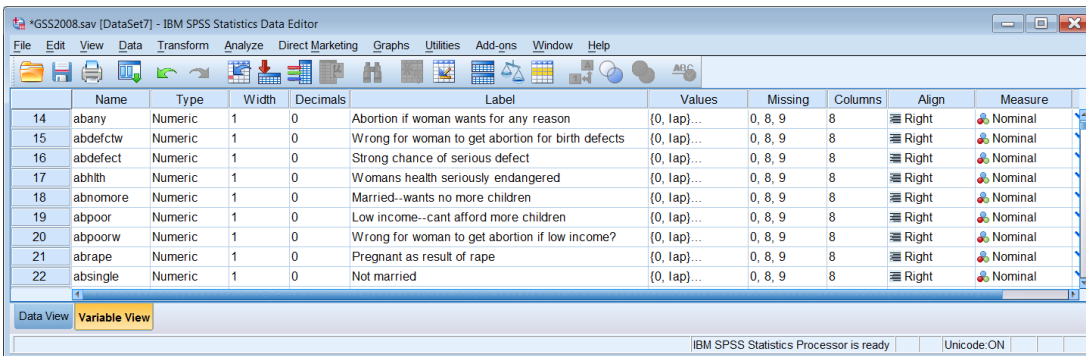 *GSS2008.sav [DataSet7] - IBM SPSS Statistics Data Editor
File Edit View Data Transform Analyze Direct Marketing Graphs Utilities Add-ons Window Help
Name Type Width Decimals Label Values Missing Columns Align Measure
14 abany Numeric 1 0 Abortion if woman wants for any reason {0, Iap}... 0, 8, 9 8 Right Nominal
15 abdefctw Numeric 1 0 Wrong for woman to get abortion for birth defects {0, Iap}... 0, 8, 9 8 Right Nominal
16 abdefect Numeric 1 0 Strong chance of serious defect {0, Iap}... 0, 8, 9 8 Right Nominal
17 abhlth Numeric 1 0 Womans health seriously endangered {0, Iap}... 0, 8, 9 8 Right Nominal
18 abnomore Numeric 1 0 Married--wants no more children {0, Iap}... 0, 8, 9 8 Right Nominal
19 abpoor Numeric 1 0 Low income--cant afford more children {0, Iap}... 0, 8, 9 8 Right Nominal
20 abpoorw Numeric 1 0 Wrong for woman to get abortion if low income? {0, Iap}... 0, 8, 9 8 Right Nominal
21 abrape Numeric 1 0 Pregnant as result of rape {0, Iap}... 0, 8, 9 8 Right Nominal
22 absingle Numeric 1 0 Not married {0, Iap}... 0, 8, 9 8 Right Nominal
Data View Variable View
IBM SPSS Statistics Processor is ready Unicode:ON